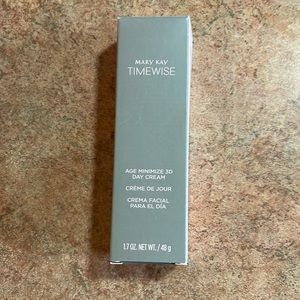 MARY KAY
TIMEWISE
AGE MINIMIZE 3D
DAY CREAM
CRÈME DE JOUR
CREMA FACIAL
PARA EL DÍA
1.7 OZ. NET WT. / 48 g